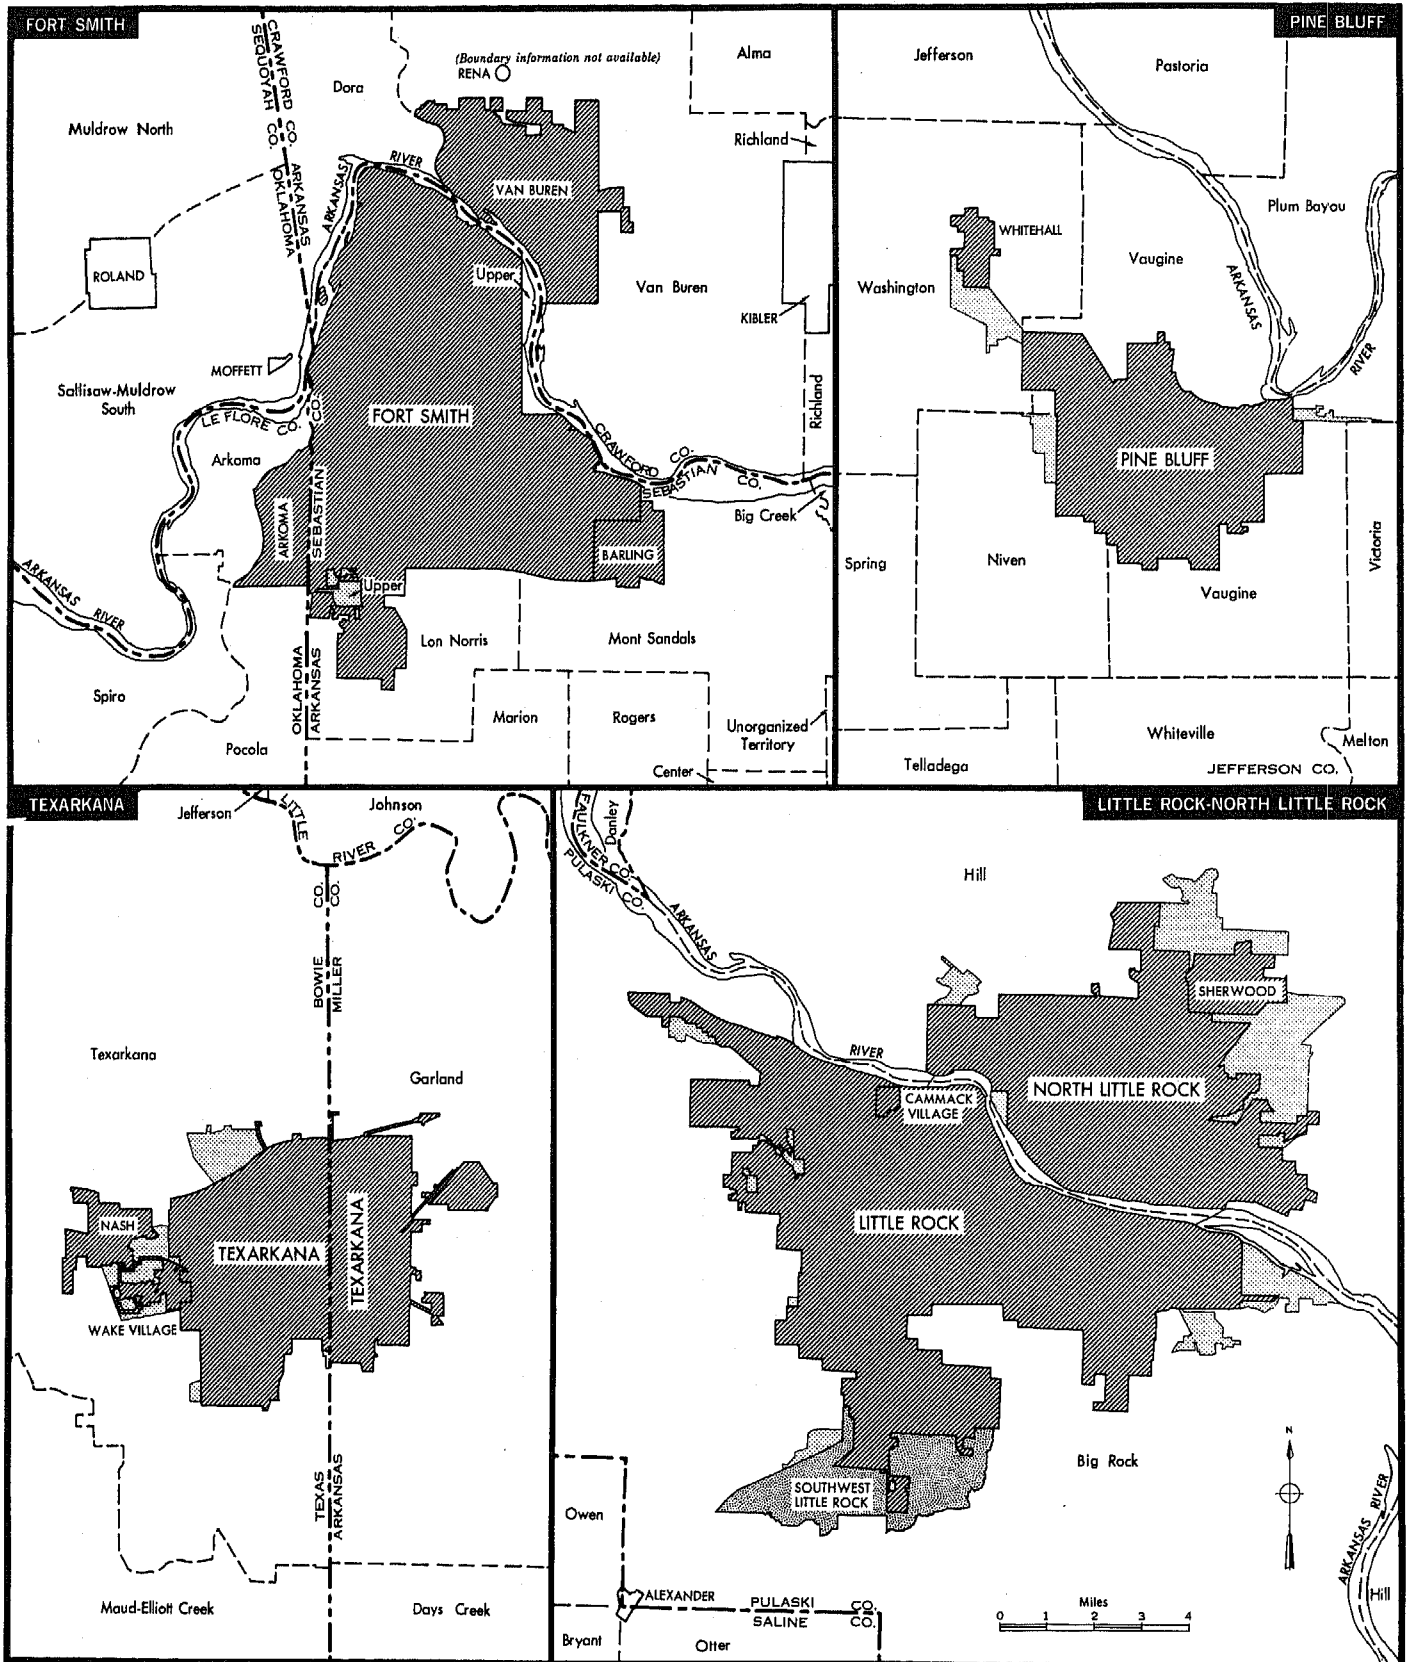 FORT SMITH
CRAWFORD CO.
SEQUOYAH CO.
ARKANSAS
OKLAHOMA
(Boundary information not available)
RENA
Dora
Alma
Muldrow North
Richland
ARKANSAS
RIVER
VAN BUREN
ROLAND
Upper
Van Buren
KIBLER
MOFFETT
Sallisaw-Muldrow
South
LE FLORE CO.
CO.
FORT SMITH
Richland
Arkoma
CRAWFORD CO.
SEBASTIAN CO.
Big Creek
ARKOMA
SEBASTIAN
BARLING
ARKANSAS
RIVER
Upper
Lon Norris
Mont Sandals
Spiro
OKLAHOMA
ARKANSAS
Marion
Rogers
Unorganized
Territory
Pocola
Center
PINE BLUFF
Jefferson
Pastoria
Plum Bayou
WHITEHALL
Vaugine
Washington
ARKANSAS
RIVER
PINE BLUFF
Spring
Niven
Victoria
Vaugine
Whiteville
Melton
Telladega
JEFFERSON CO.
TEXARKANA
Jefferson
LITTLE
Johnson
RIVER
CO.
CO.
CO.
BOWIE
MILLER
Texarkana
Garland
NASH
TEXARKANA
TEXARKANA
WAKE VILLAGE
TEXAS
ARKANSAS
Maud-Elliott Creek
Days Creek
LITTLE ROCK-NORTH LITTLE ROCK
FAULKNER CO.
PULASKI CO.
Danley
Hill
ARKANSAS
SHERWOOD
RIVER
CAMMACK
VILLAGE
NORTH LITTLE ROCK
LITTLE ROCK
N
Big Rock
SOUTHWEST
LITTLE ROCK
Owen
ARKANSAS RIVER
ALEXANDER
PULASKI CO.
SALINE CO.
Miles
0 1 2 3 4
Hill
Bryant
Otter